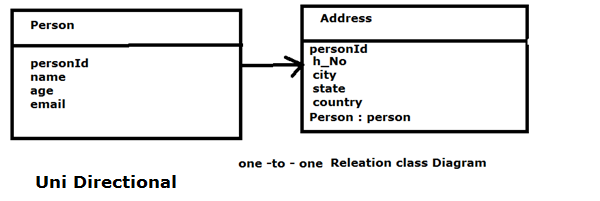 Person
personId
name
age
email
Address
personId
h_No
city
state
country
Person : person
one -to - one Releation class Diagram
Uni Directional